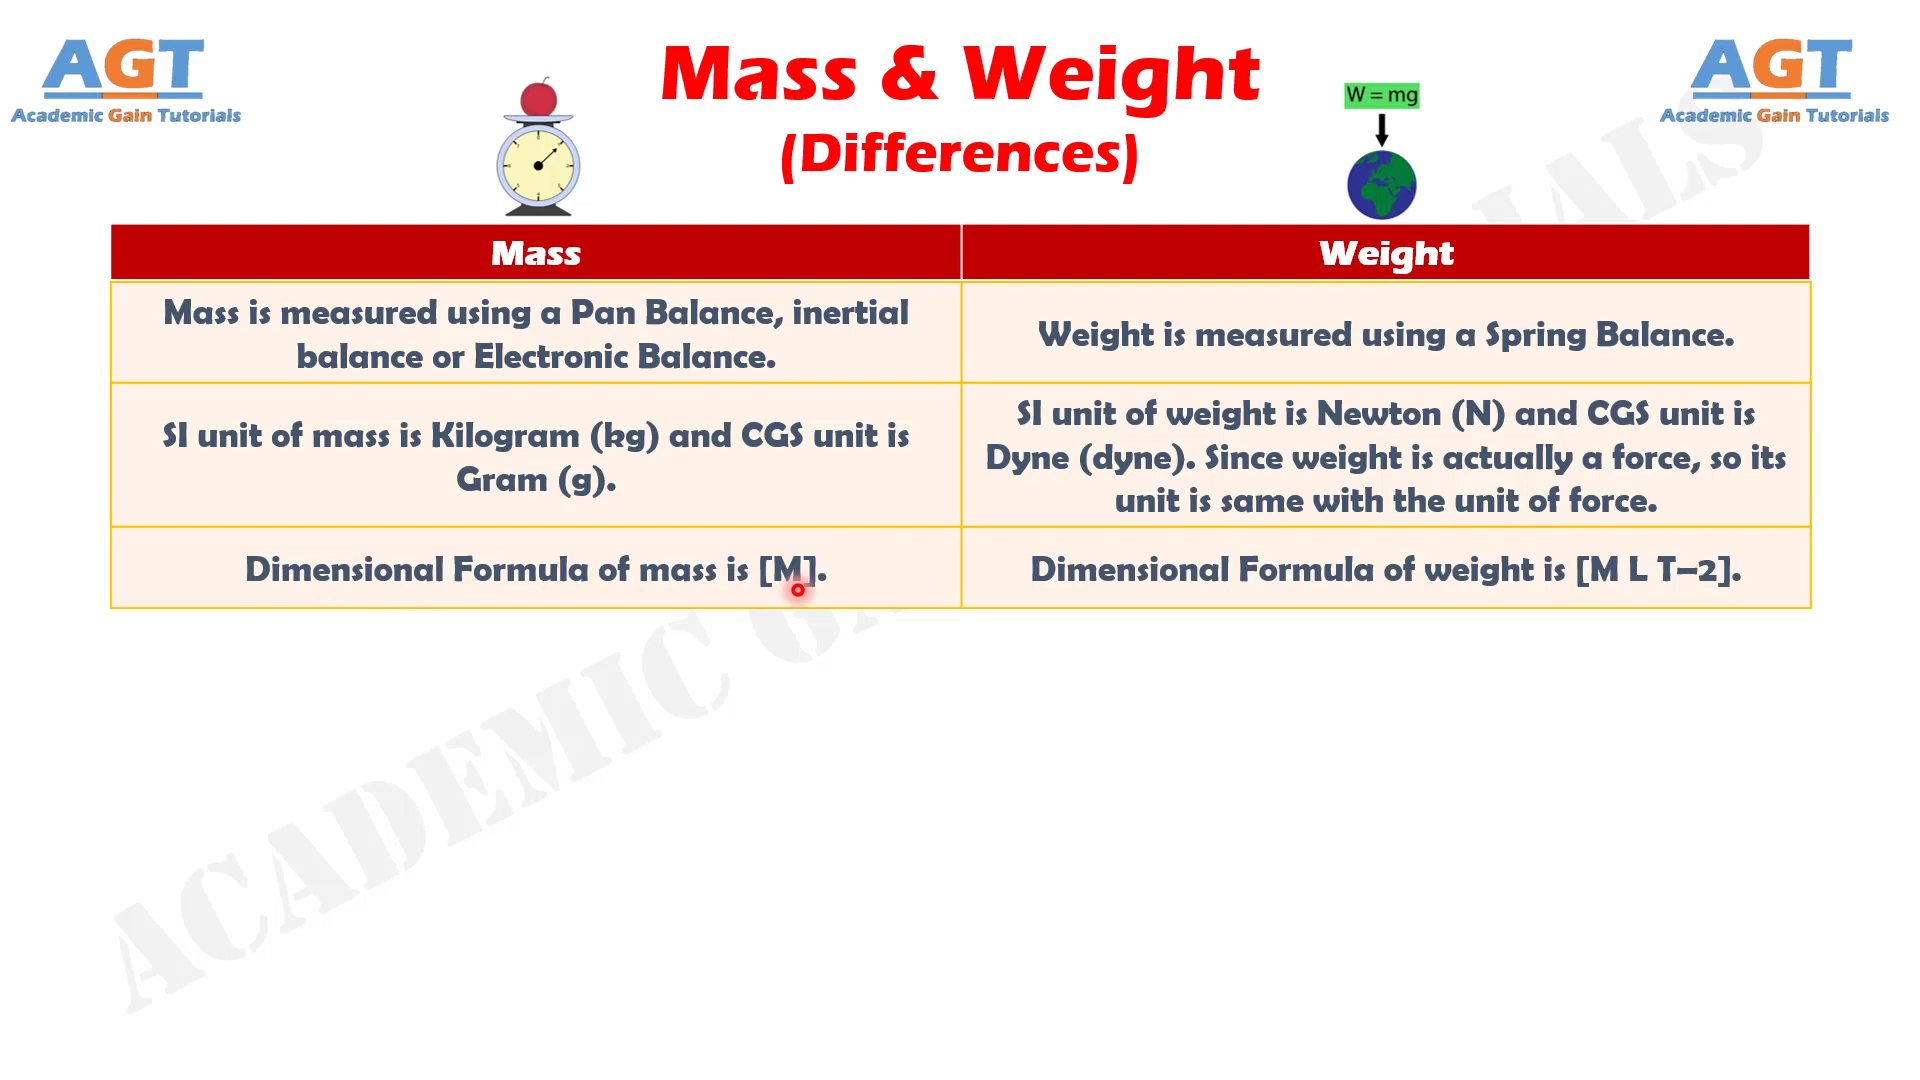 AGT
Academic Gain Tutorials
Mass & Weight
(Differences)
W = mg
AGT
Academic Gain Tutorials
Mass
Weight
Mass is measured using a Pan Balance, inertial
balance or Electronic Balance.
Weight is measured using a Spring Balance.
SI unit of mass is Kilogram (kg) and CGS unit is
Gram (g).
SI unit of weight is Newton (N) and CGS unit is
Dyne (dyne). Since weight is actually a force, so its
unit is same with the unit of force.
Dimensional Formula of mass is [M].
Dimensional Formula of weight is [M L T–2].